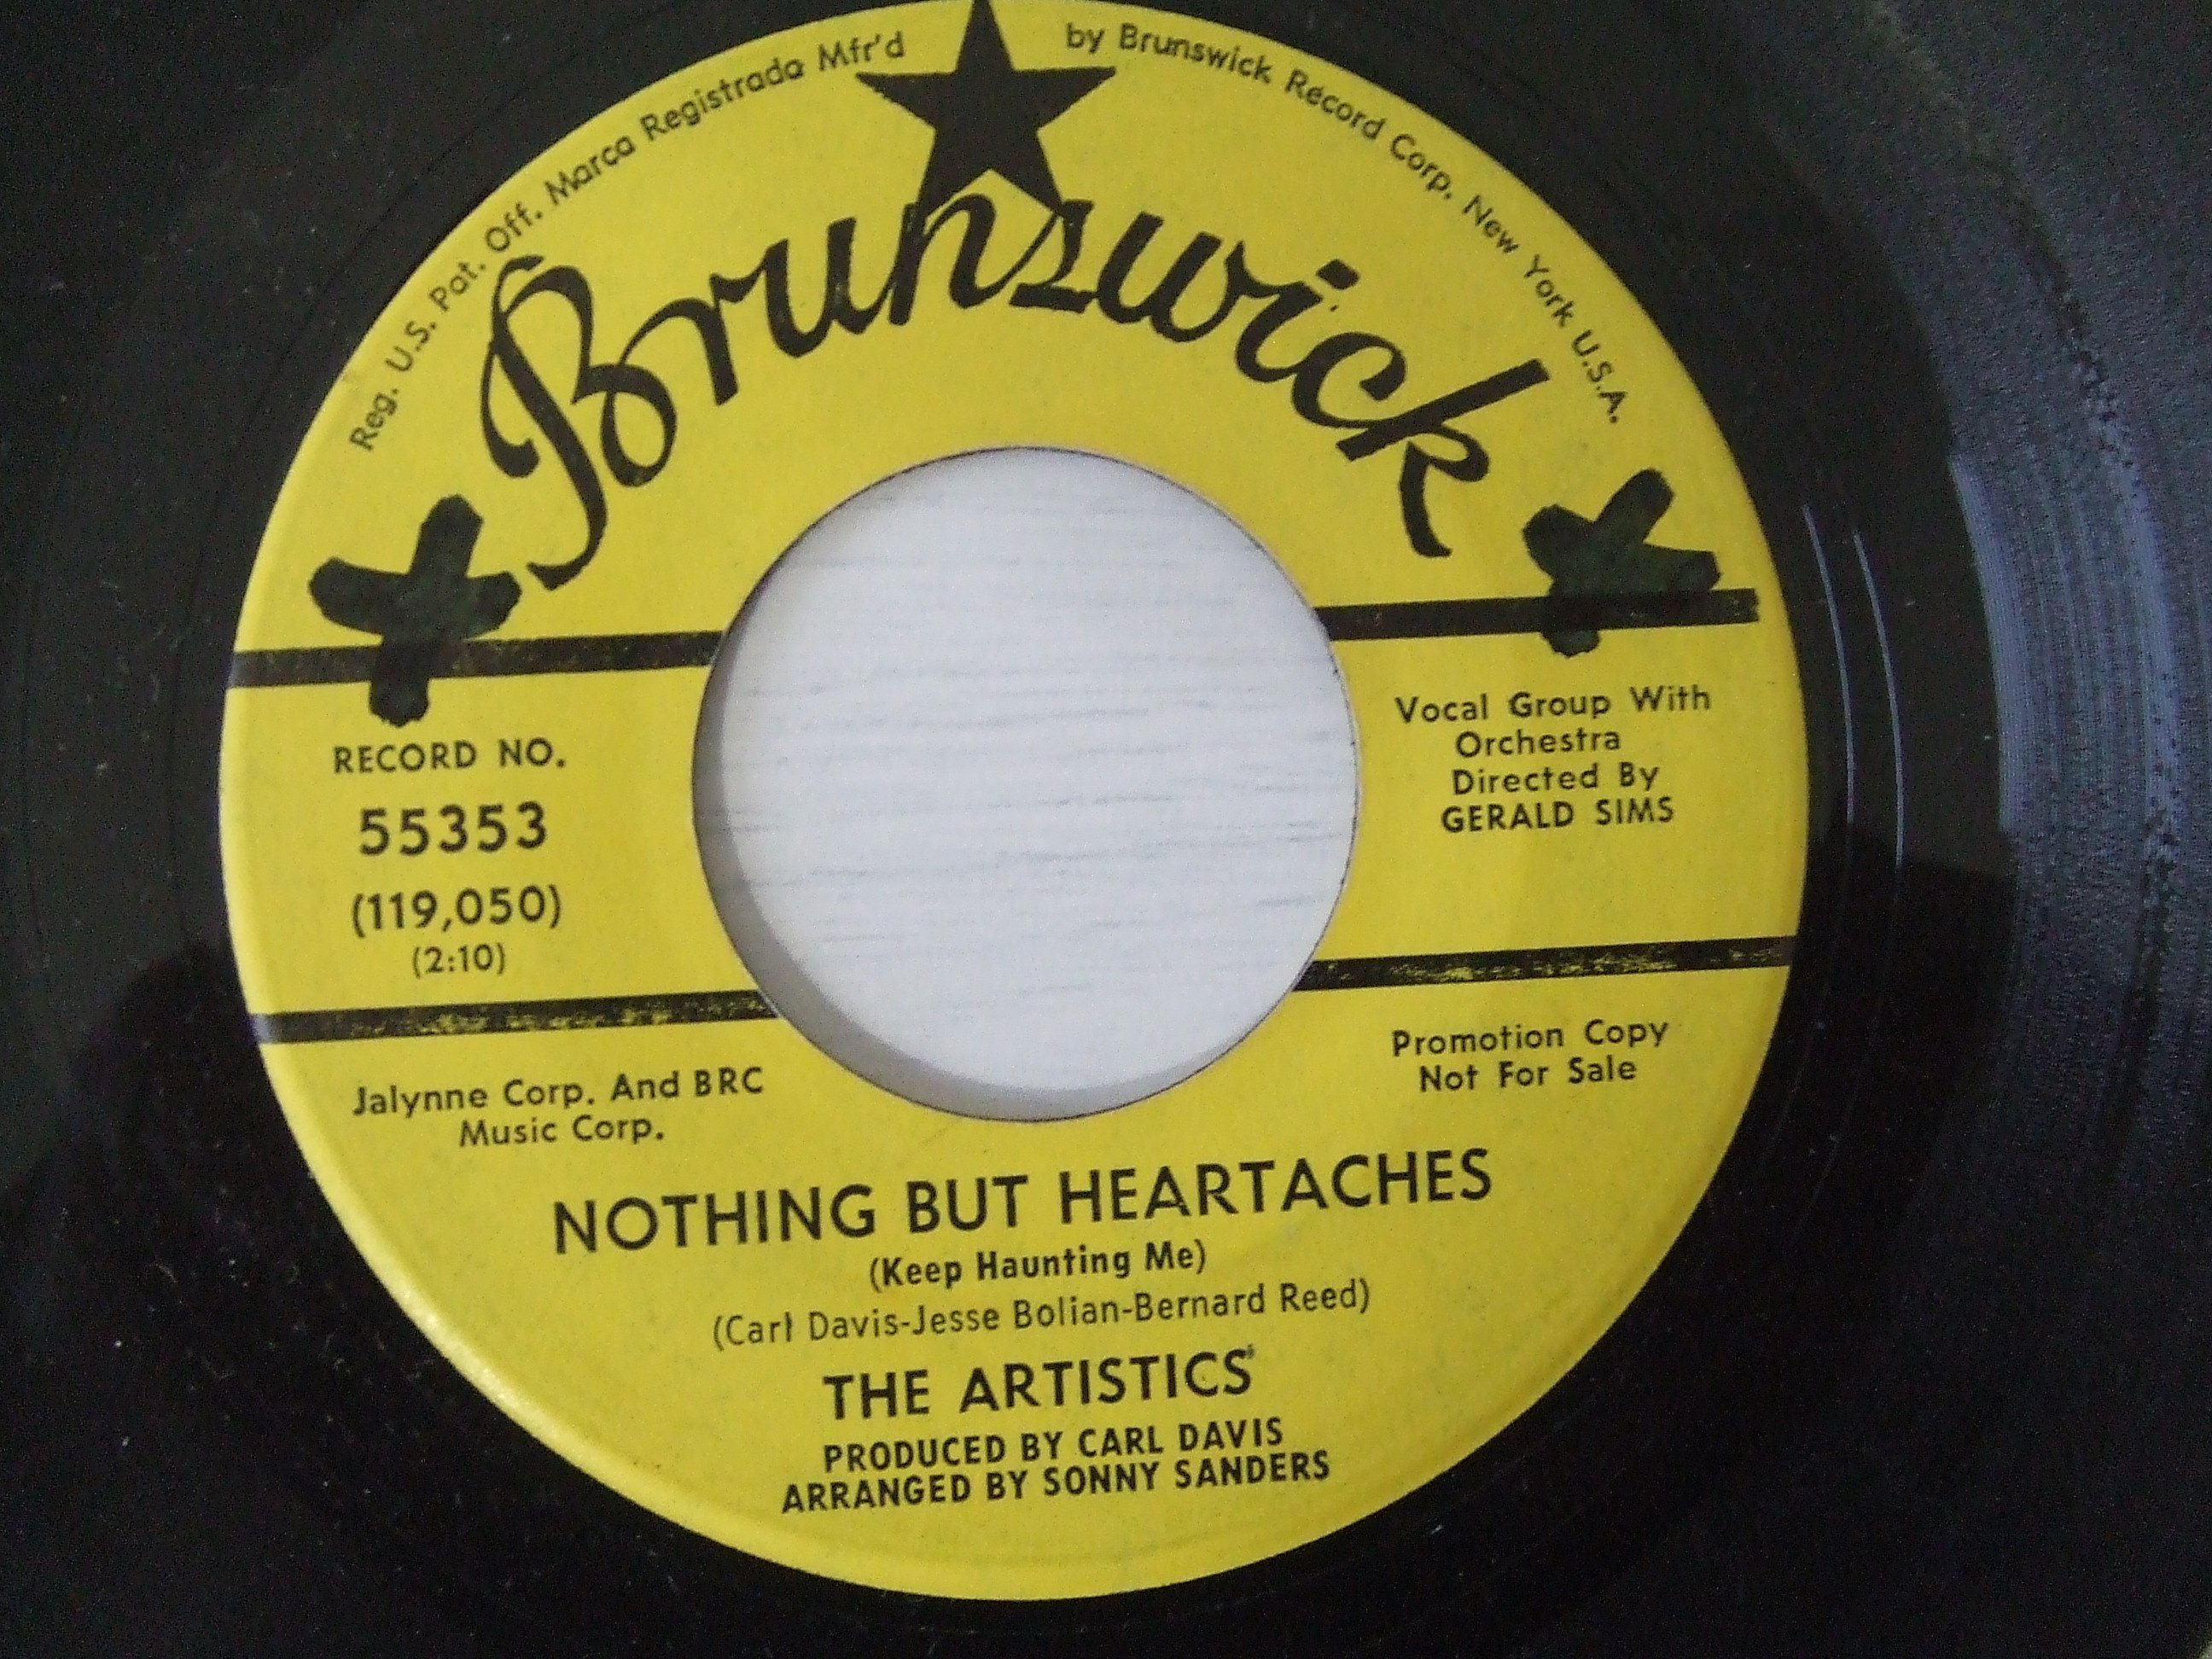 Reg. U.S. Pat. Off. Marca Registrada Mfr'd by Brunswick Record Corp. New York U.S.A.
Brunswick
RECORD NO.
55353
(119,050)
(2:10)
Vocal Group With
Orchestra
Directed By
GERALD SIMS
Jalynne Corp. And BRC
Music Corp.
Promotion Copy
Not For Sale
NOTHING BUT HEARTACHES
(Keep Haunting Me)
(Carl Davis-Jesse Bolian-Bernard Reed)
THE ARTISTICS
PRODUCED BY CARL DAVIS
ARRANGED BY SONNY SANDERS